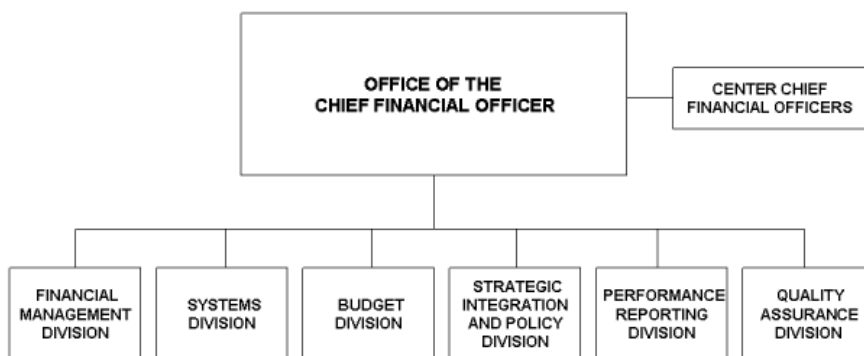 OFFICE OF THE
CHIEF FINANCIAL OFFICER
CENTER CHIEF
FINANCIAL OFFICERS
FINANCIAL
MANAGEMENT
DIVISION
SYSTEMS
DIVISION
BUDGET
DIVISION
STRATEGIC
INTEGRATION
AND POLICY
DIVISION
PERFORMANCE
REPORTING
DIVISION
QUALITY
ASSURANCE
DIVISION